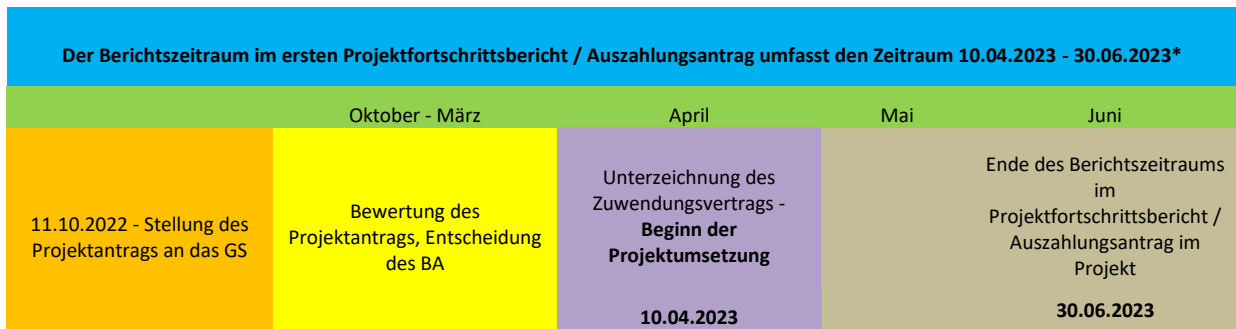 Der Berichtszeitraum im ersten Projektfortschrittsbericht / Auszahlungsantrag umfasst den Zeitraum 10.04.2023 - 30.06.2023*
Oktober - März
April
Mai
Juni
11.10.2022 - Stellung des
Projektantrags an das GS
Bewertung des
Projektantrags, Entscheidung
des BA
Unterzeichnung des
Zuwendungsvertrags -
Beginn der
Projektumsetzung
10.04.2023
Ende des Berichtszeitraums
im
Projektfortschrittsbericht /
Auszahlungsantrag im
Projekt
30.06.2023